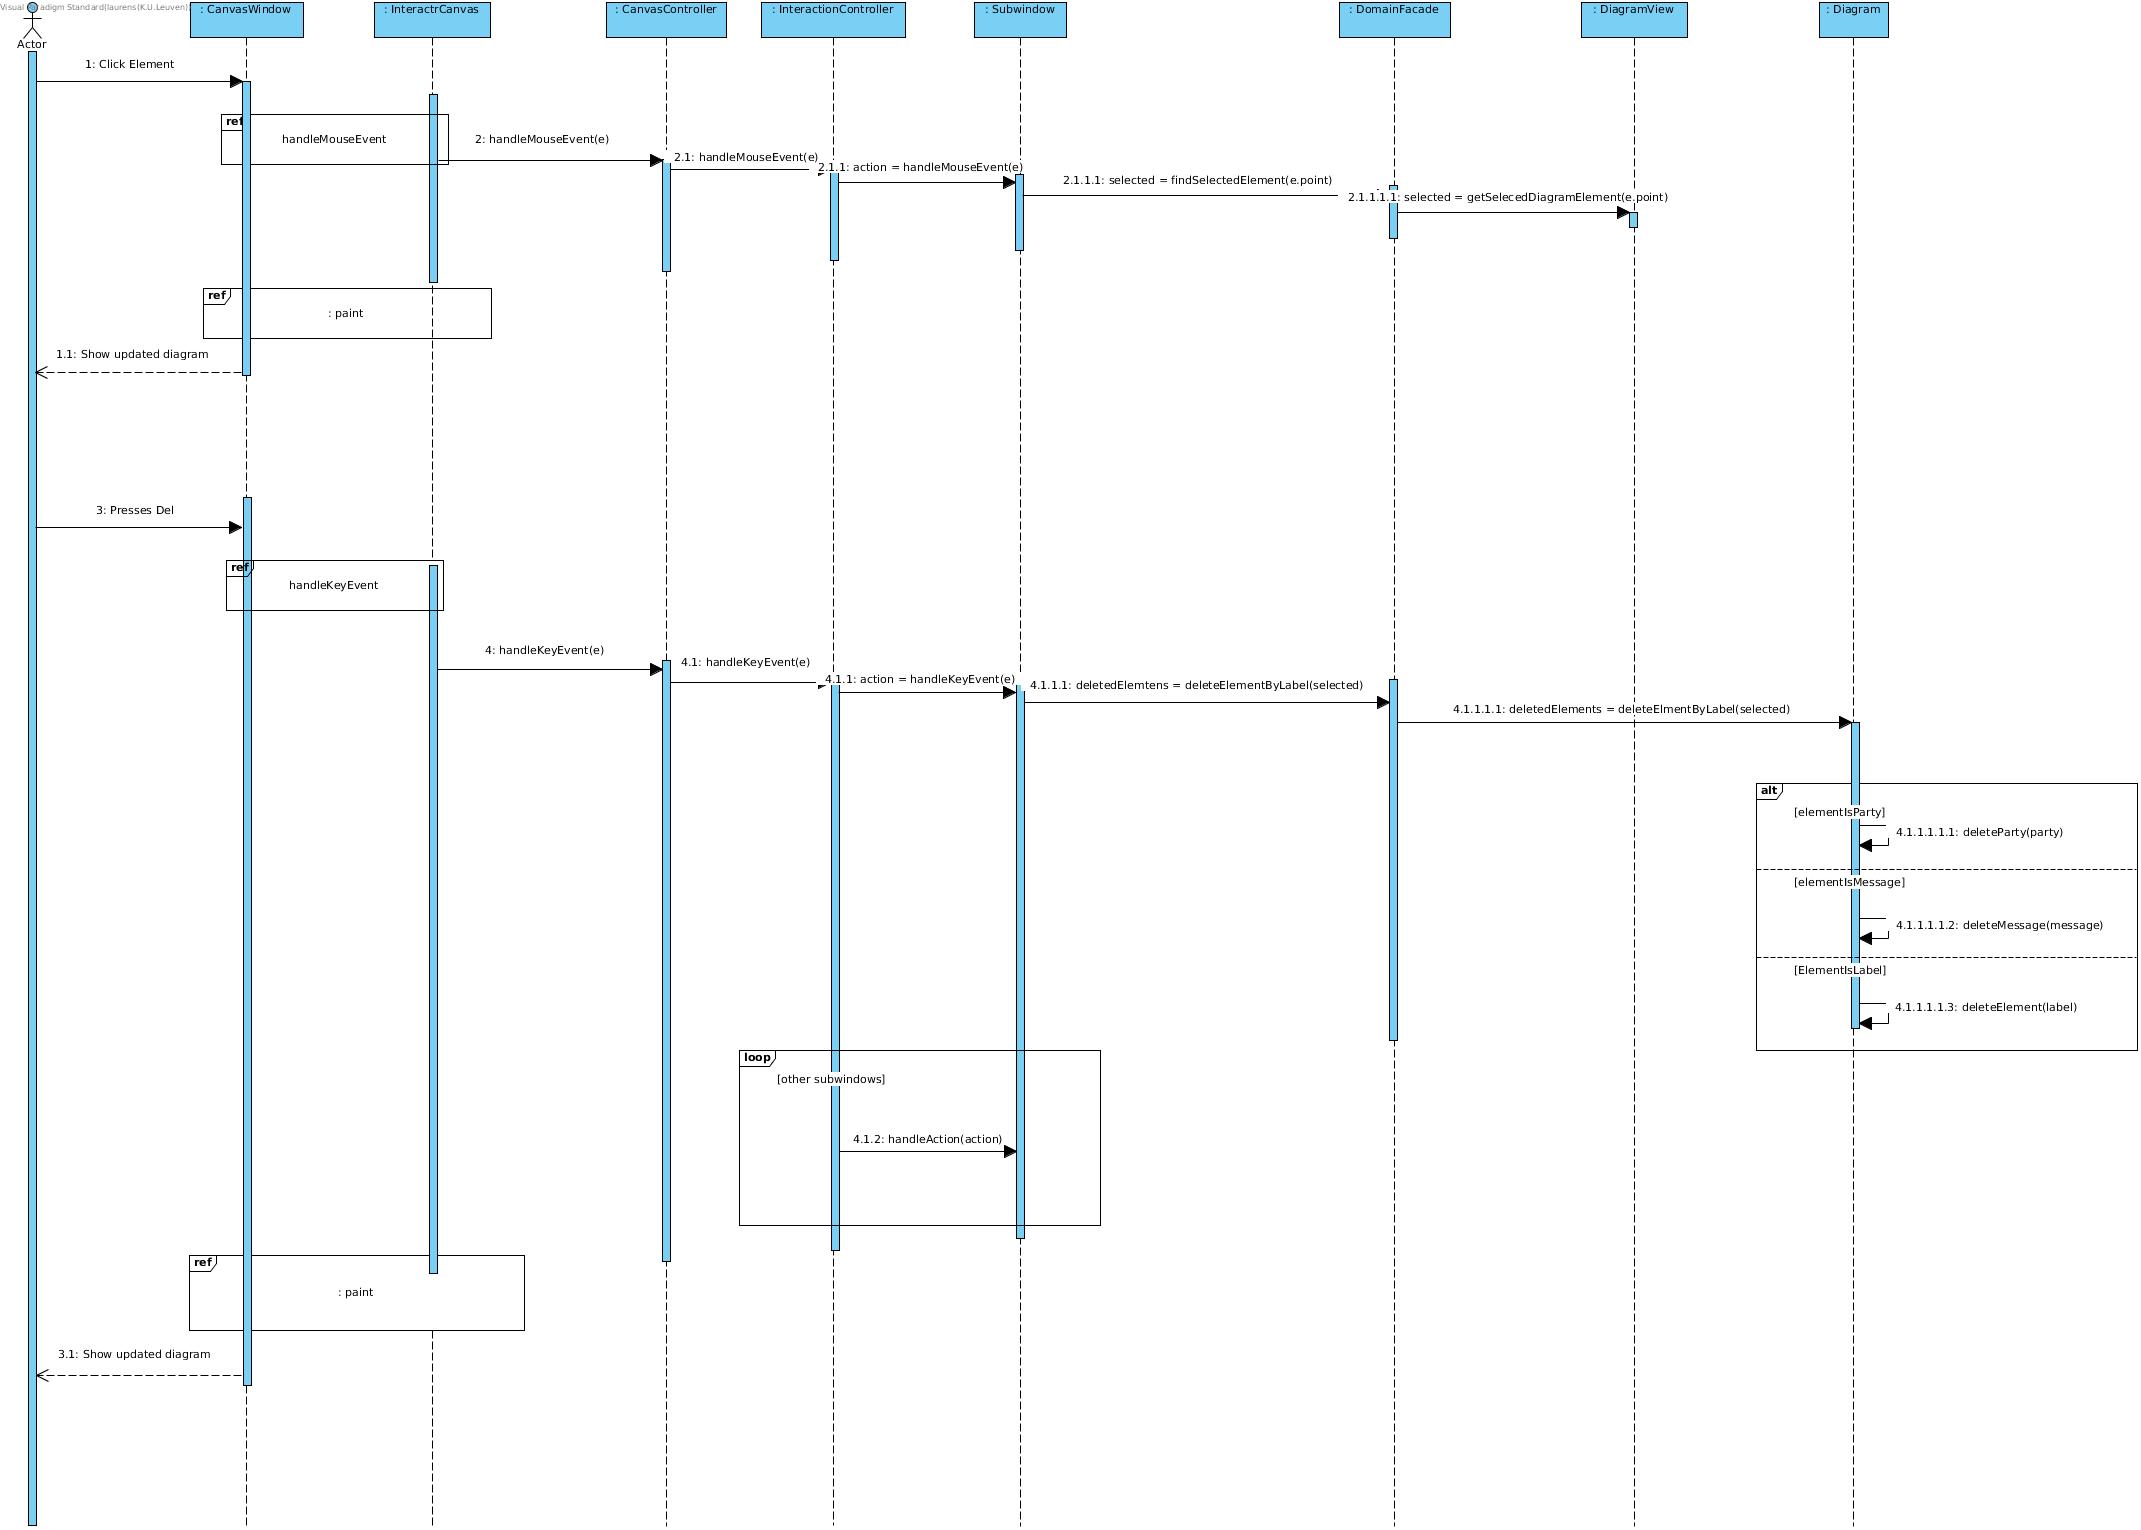 Visual Paradigm Standard(laurens(K.U.Leuven))
Actor
: CanvasWindow
: InteractrCanvas
: CanvasController
: InteractionController
: Subwindow
: DomainFacade
: DiagramView
: Diagram
1: Click Element
ref
handleMouseEvent
2: handleMouseEvent(e)
2.1: handleMouseEvent(e)
2.1.1: action = handleMouseEvent(e)
2.1.1.1: selected = findSelectedElement(e.point)
2.1.1.1.1: selected = getSelecedDiagramElement(e.point)
ref
: paint
1.1: Show updated diagram
3: Presses Del
ref
handleKeyEvent
4: handleKeyEvent(e)
4.1: handleKeyEvent(e)
4.1.1: action = handleKeyEvent(e)
4.1.1.1: deletedElemtens = deleteElementByLabel(selected)
4.1.1.1.1: deletedElements = deleteElmentByLabel(selected)
alt
[elementIsParty]
4.1.1.1.1.1: deleteParty(party)
[elementIsMessage]
4.1.1.1.1.2: deleteMessage(message)
[ElementIsLabel]
4.1.1.1.1.3: deleteElement(label)
loop
[other subwindows]
4.1.2: handleAction(action)
ref
: paint
3.1: Show updated diagram